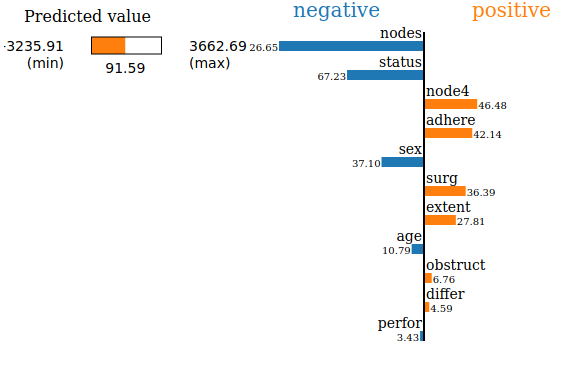 Predicted value
negative
positive
-3235.91
(min)
91.59
3662.69
(max)
nodes
26.65
status
67.23
node4
46.48
adhere
42.14
sex
37.10
surg
36.39
extent
27.81
age
10.79
obstruct
6.76
differ
4.59
perfor
3.43